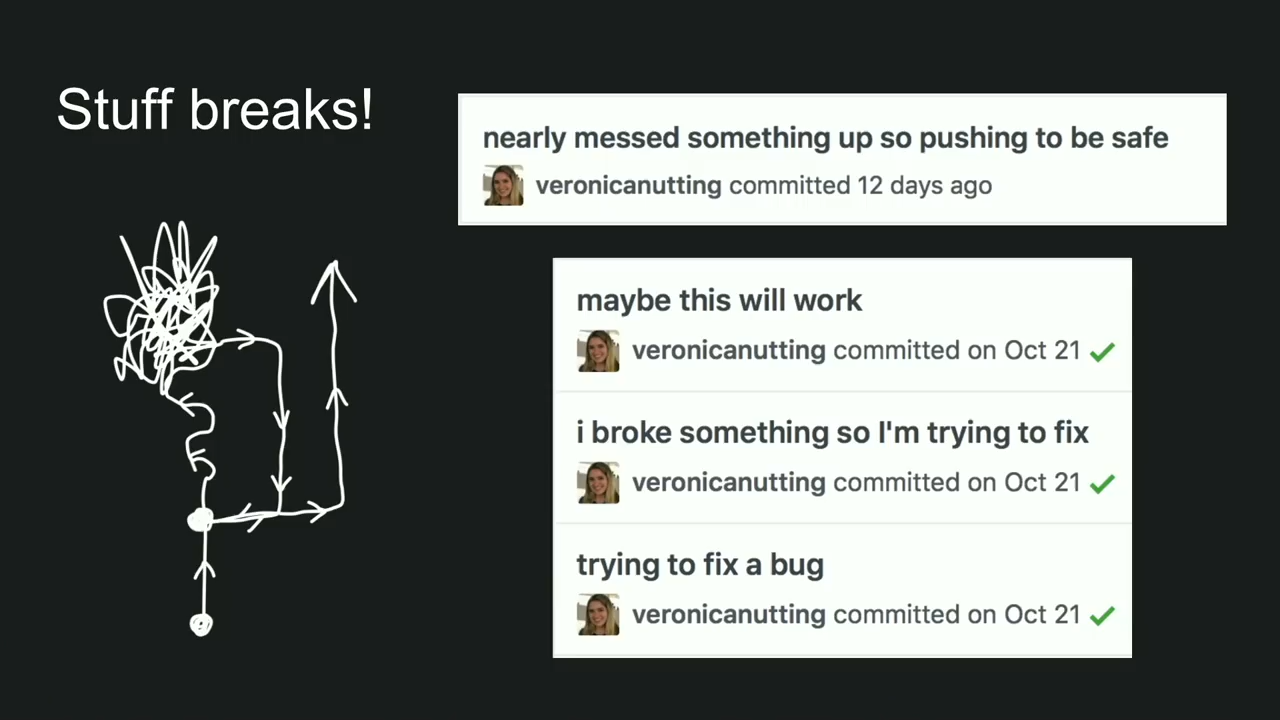 Stuff breaks!
nearly messed something up so pushing to be safe
veronicanutting committed 12 days ago
maybe this will work
veronicanutting committed on Oct 21
i broke something so I'm trying to fix
veronicanutting committed on Oct 21
trying to fix a bug
veronicanutting committed on Oct 21